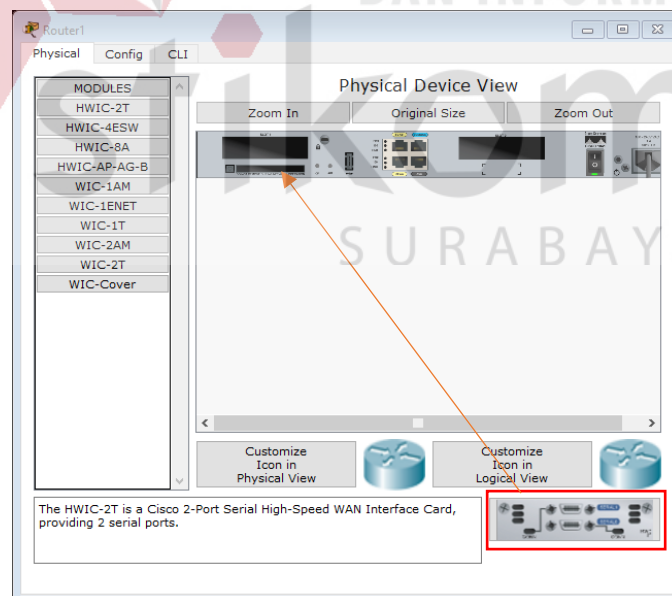 DAN INFORM
Router1
Physical Config CLI
Physical Device View
MODULES
HWIC-2T
HWIC-4ESW
HWIC-8A
HWIC-AP-AG-B
WIC-1AM
WIC-1ENET
WIC-1T
WIC-2AM
WIC-2T
WIC-Cover
Zoom In Original Size Zoom Out
stikom
SURABAY
Customize
Icon in
Physical View
Customize
Icon in
Logical View
The HWIC-2T is a Cisco 2-Port Serial High-Speed WAN Interface Card,
providing 2 serial ports.